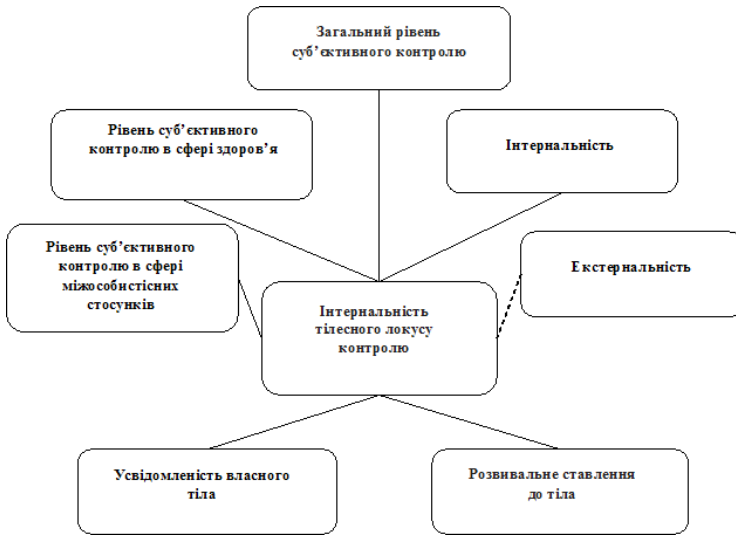 Загальний рівень
суб’єктивного контролю
Рівень суб’єктивного
контролю в сфері здоров’я
Інтернальність
Рівень суб’єктивного
контролю в сфері
міжособистісних
стосунків
Екстернальність
Інтернальність
тілесного локусу
контролю
Усвідомленість власного
тіла
Розвивальне ставлення
до тіла